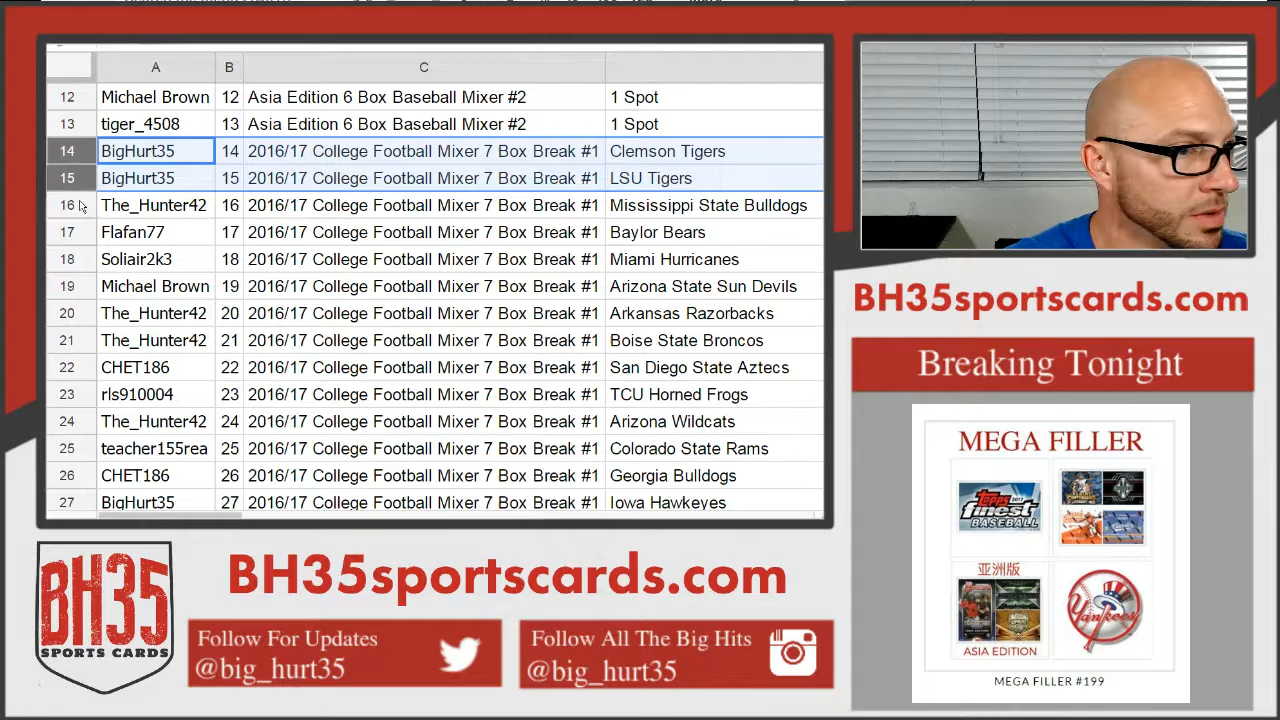 A B C
12 Michael Brown 12 Asia Edition 6 Box Baseball Mixer #2 1 Spot
13 tiger_4508 13 Asia Edition 6 Box Baseball Mixer #2 1 Spot
14 BigHurt35 14 2016/17 College Football Mixer 7 Box Break #1 Clemson Tigers
15 BigHurt35 15 2016/17 College Football Mixer 7 Box Break #1 LSU Tigers
16 The_Hunter42 16 2016/17 College Football Mixer 7 Box Break #1 Mississippi State Bulldogs
17 Flafan77 17 2016/17 College Football Mixer 7 Box Break #1 Baylor Bears
18 Soliair2k3 18 2016/17 College Football Mixer 7 Box Break #1 Miami Hurricanes
19 Michael Brown 19 2016/17 College Football Mixer 7 Box Break #1 Arizona State Sun Devils
20 The_Hunter42 20 2016/17 College Football Mixer 7 Box Break #1 Arkansas Razorbacks
21 The_Hunter42 21 2016/17 College Football Mixer 7 Box Break #1 Boise State Broncos
22 CHET186 22 2016/17 College Football Mixer 7 Box Break #1 San Diego State Aztecs
23 rls910004 23 2016/17 College Football Mixer 7 Box Break #1 TCU Horned Frogs
24 The_Hunter42 24 2016/17 College Football Mixer 7 Box Break #1 Arizona Wildcats
25 teacher155rea 25 2016/17 College Football Mixer 7 Box Break #1 Colorado State Rams
26 CHET186 26 2016/17 College Football Mixer 7 Box Break #1 Georgia Bulldogs
27 BigHurt35 27 2016/17 College Football Mixer 7 Box Break #1 Iowa Hawkeyes
BH35sportscards.com
Breaking Tonight
MEGA FILLER
Topps 2017
finest
BASEBALL
亚洲版
ASIA EDITION
MEGA FILLER #199
BH35
SPORTS CARDS
BH35sportscards.com
Follow For Updates
@big_hurt35
Follow All The Big Hits
@big_hurt35